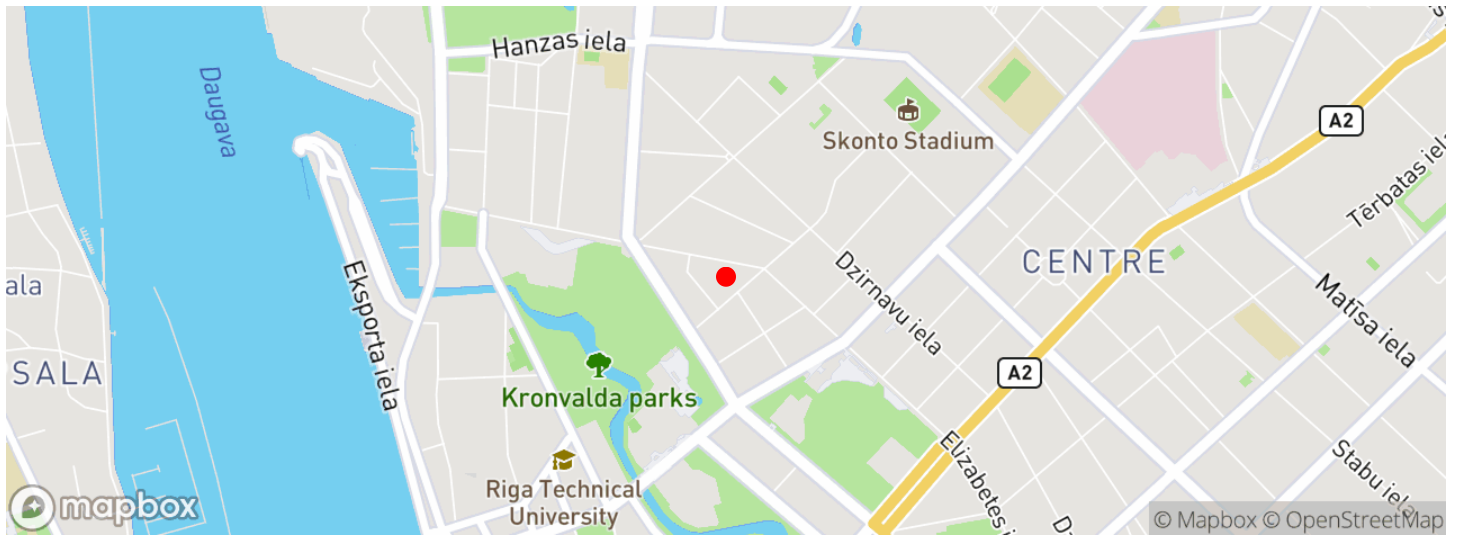 Hanzas iela
Daugava
A2
Skonto Stadium
Tērbatas iela
CENTRE
ala
Eksporta iela
Dzirnavu iela
Matīsa iela
SALA
A2
Kronvalda parks
Elizabetes i
Stabu iela
Riga Technical
University
mapbox
© Mapbox © OpenStreetMap